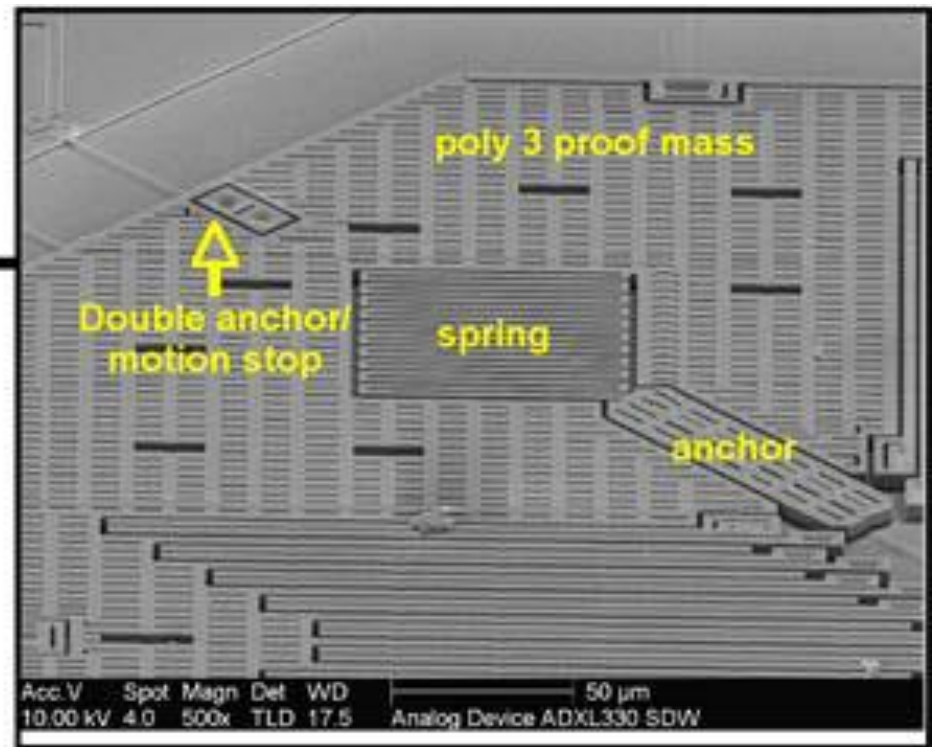 poly 3 proof mass
Double anchor/
motion stop
spring
anchor
Acc.V Spot Magn Det WD 50 µm
10.00 kV 4.0 500x TLD 17.5 Analog Device ADXL330 SDW